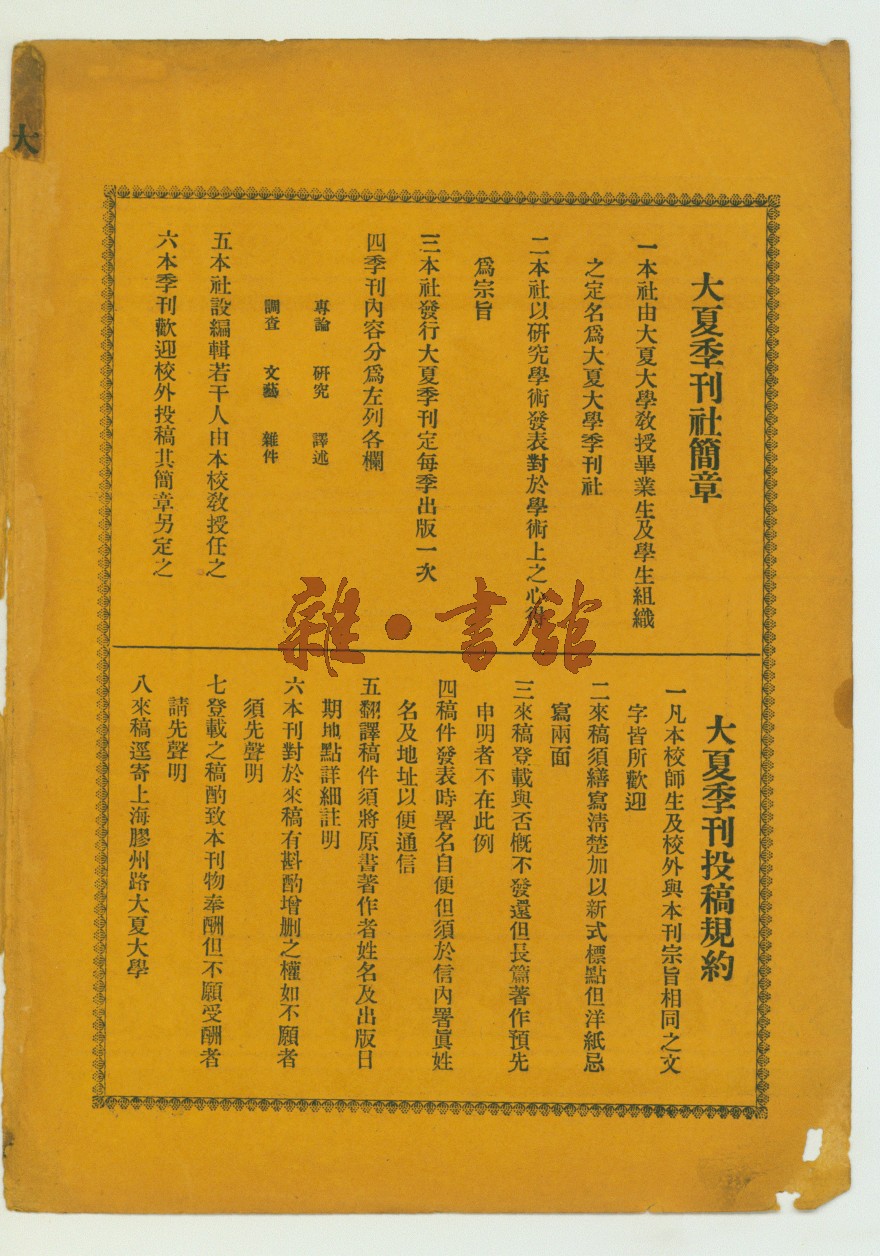 大
大夏季刊社簡章
一本社由大夏大學敎授畢業生及學生組織
之定名爲大夏大學季刊社
二本社以研究學術發表對於學術上之心得
爲宗旨
三本社發行大夏季刊定每季出版一次
四季刊內容分爲左列各欄
專論 研究 譯述
調查 文藝 雜件
五本社設編輯若干人由本校敎授任之
六本季刊歡迎校外投稿其簡章另定之
雜·書館
大夏季刊投稿規約
一凡本校師生及校外與本刊宗旨相同之文
字皆所歡迎
二來稿須繕寫淸楚加以新式標點但洋紙忌
寫兩面
三來稿登載與否槪不發還但長篇著作預先
申明者不在此例
四稿件發表時署名自便但須於信內署眞姓
名及地址以便通信
五翻譯稿件須將原書著作者姓名及出版日
期地點詳細註明
六本刊對於來稿有斟酌增删之權如不願者
須先聲明
七登載之稿酌致本刊物奉酬但不願受酬者
請先聲明
八來稿逕寄上海膠州路大夏大學